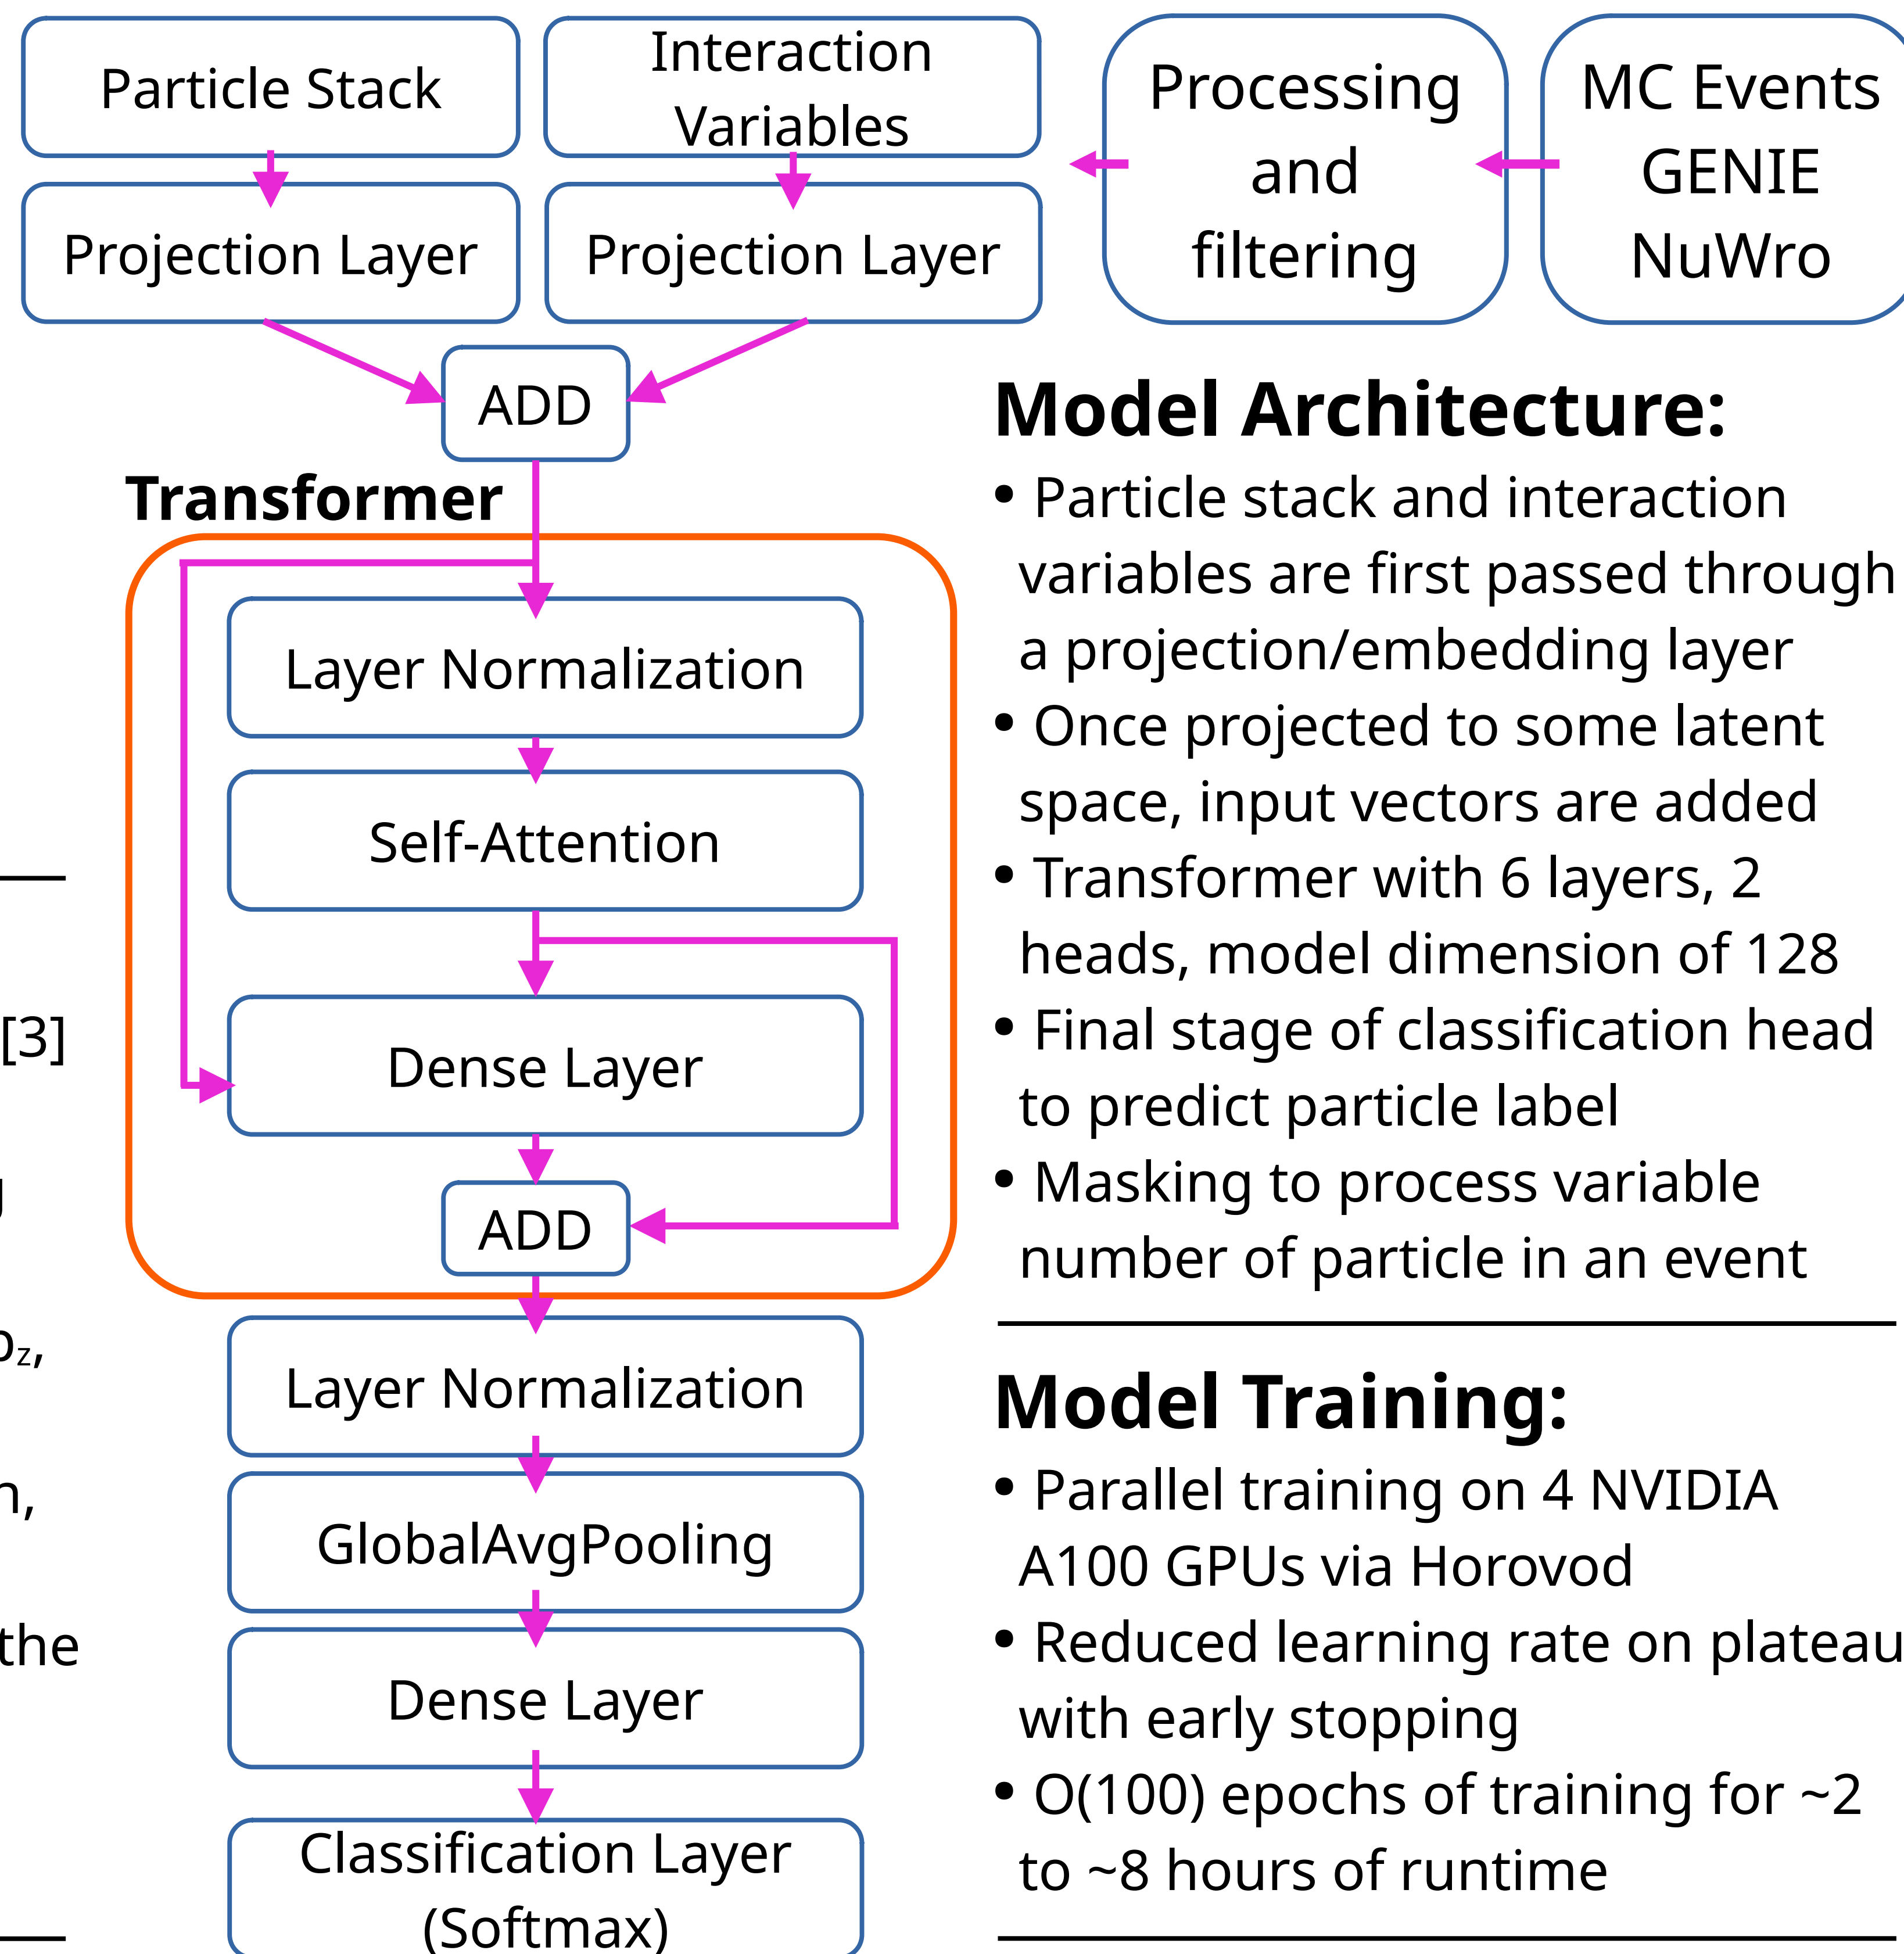 Particle Stack
Interaction
Variables
Processing
and
filtering
MC Events
GENIE
NuWro
Projection Layer
Projection Layer
ADD
Transformer
Layer Normalization
Self-Attention
Dense Layer
ADD
Layer Normalization
GlobalAvgPooling
Dense Layer
Classification Layer
(Softmax)
[3]
z,
the
Model Architecture:
• Particle stack and interaction
variables are first passed through
a projection/embedding layer
• Once projected to some latent
space, input vectors are added
• Transformer with 6 layers, 2
heads, model dimension of 128
• Final stage of classification head
to predict particle label
• Masking to process variable
number of particle in an event
Model Training:
• Parallel training on 4 NVIDIA
A100 GPUs via Horovod
• Reduced learning rate on plateau
with early stopping
• O(100) epochs of training for ~2
to ~8 hours of runtime